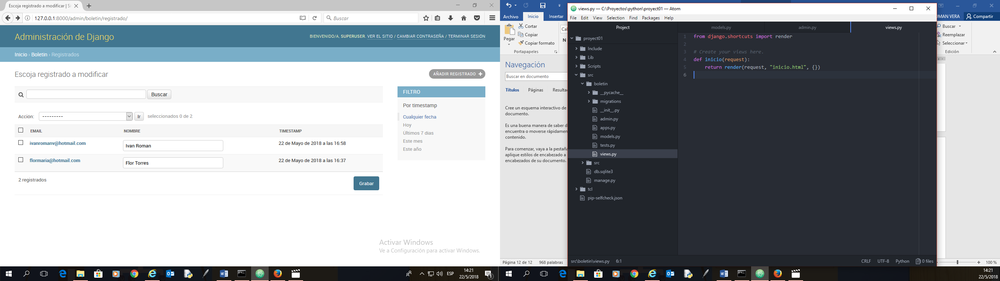 Escoja registrado a modificar | Si
127.0.0.1:8000/admin/boletin/registrado/
Buscar
Administración de Django
BIENVENIDO/A, SUPERUSER. VER EL SITIO / CAMBIAR CONTRASEÑA / TERMINAR SESIÓN
Inicio › Boletin › Registrados
Escoja registrado a modificar
AÑADIR REGISTRADO +
Buscar
Acción: --------- Ir seleccionados 0 de 2
EMAIL NOMBRE TIMESTAMP
ivanromanv@hotmail.com Ivan Roman 22 de Mayo de 2018 a las 16:58
flormaria@hotmail.com Flor Torres 22 de Mayo de 2018 a las 16:37
2 registrados
Grabar
FILTRO
Por timestamp
Cualquier fecha
Hoy
Últimos 7 días
Este mes
Este año
Activar Windows
Ve a Configuración para activar Windows.
ESP
14:21
22/5/2018
1
Archivo Inicio Insertar
Pegar
Cortar
Copiar
Copiar formato
Portapapeles
Cal
N
Navegación
Buscar en documento
Títulos Páginas Resulta
Cree un esquema interactivo de
documento.
Es una buena manera de saber d
encuentra o moverse rápidamen
contenido.
Para comenzar, vaya a la pestaña
aplique estilos de encabezado a
encabezados de su documento.
Página 12 de 12 968 palabras
views.py — C:\Proyectos\python\proyect01 — Atom
File Edit View Selection Find Packages Help
Project
proyect01
Include
Lib
Scripts
src
boletin
__pycache__
migrations
__init__.py
admin.py
apps.py
models.py
tests.py
views.py
src
db.sqlite3
manage.py
tcl
pip-selfcheck.json
models.py admin.py views.py
1 from django.shortcuts import render
2
3 # Create your views here.
4 def inicio(request):
5 return render(request, "inicio.html", {})
6
src\boletin\views.py 6:1
CRLF UTF-8 Python 0 files
OMAN VERA Compartir
Buscar
Reemplazar
Seleccionar
Edición
100 %
14:21
22/5/2018